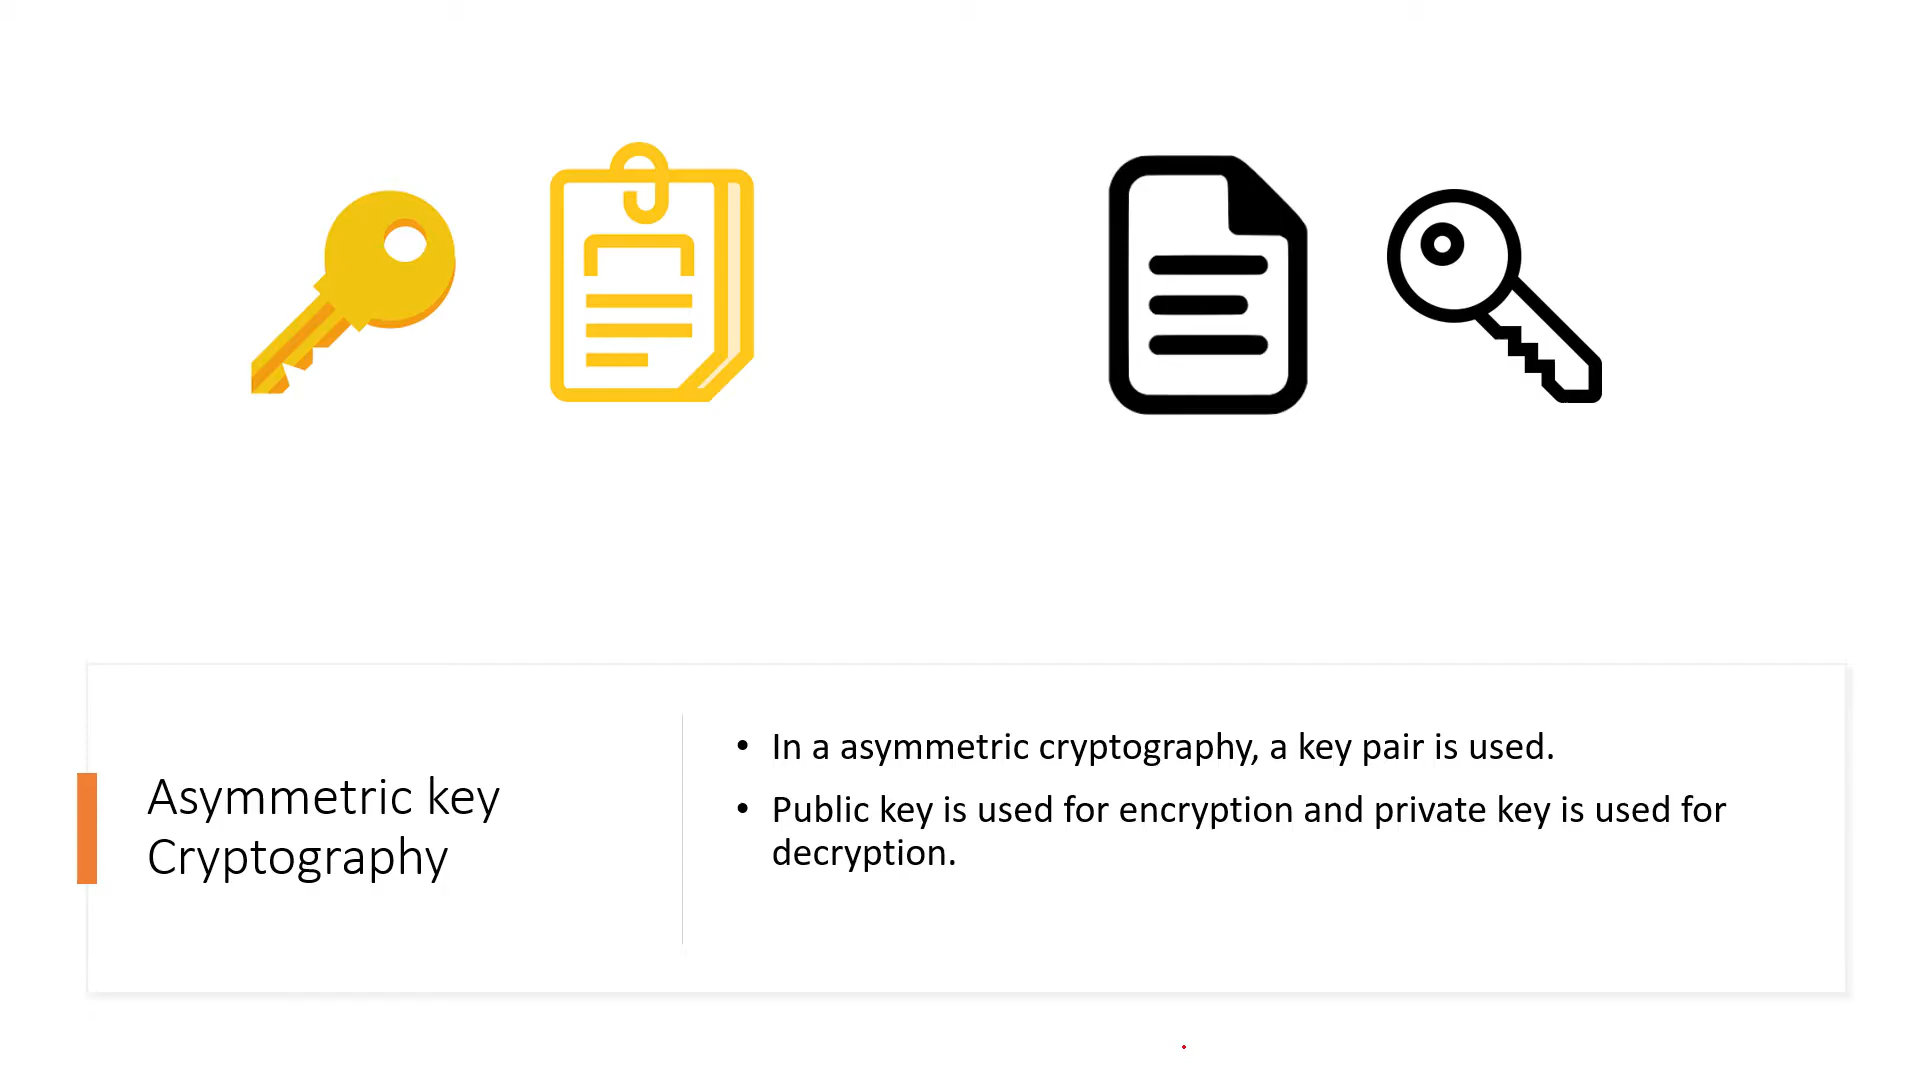 Asymmetric key
Cryptography
• In a asymmetric cryptography, a key pair is used.
• Public key is used for encryption and private key is used for
decryption.